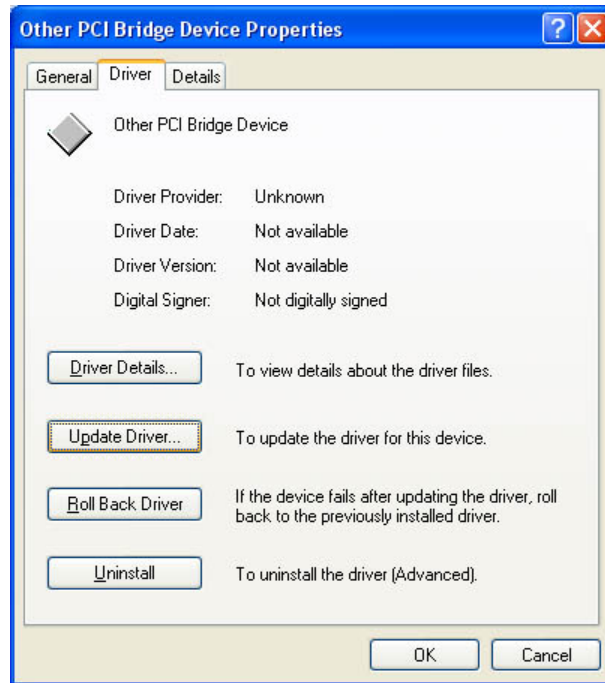 Other PCI Bridge Device Properties
General Driver Details
Other PCI Bridge Device
Driver Provider: Unknown
Driver Date: Not available
Driver Version: Not available
Digital Signer: Not digitally signed
Driver Details... To view details about the driver files.
Update Driver... To update the driver for this device.
Roll Back Driver If the device fails after updating the driver, roll
back to the previously installed driver.
Uninstall To uninstall the driver (Advanced).
OK Cancel